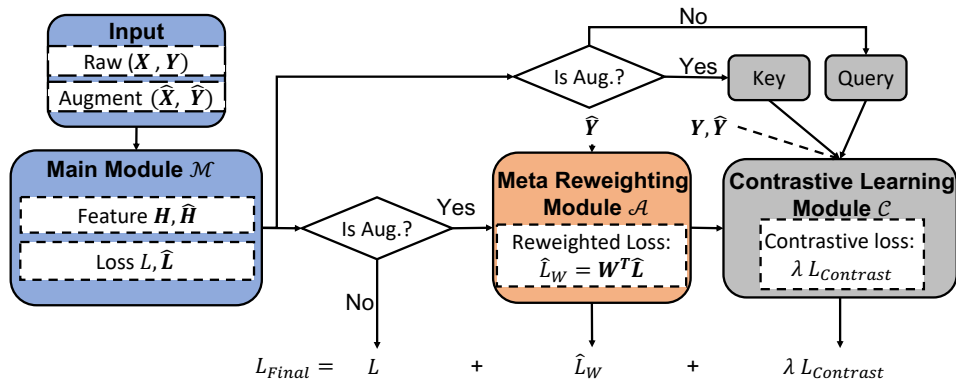 Input
Raw (X , Y)
Augment (X̂, Ŷ)
Main Module ℳ
Feature H, Ĥ
Loss L, L̂
Is Aug.?
No
Yes
Key
Query
Ŷ
Y, Ŷ
Is Aug.?
Yes
No
Meta Reweighting
Module 𝒜
Reweighted Loss:
L̂_W = W^T L̂
Contrastive Learning
Module 𝒞
Contrastive loss:
λ L_Contrast
L_Final = L + L̂_W + λ L_Contrast